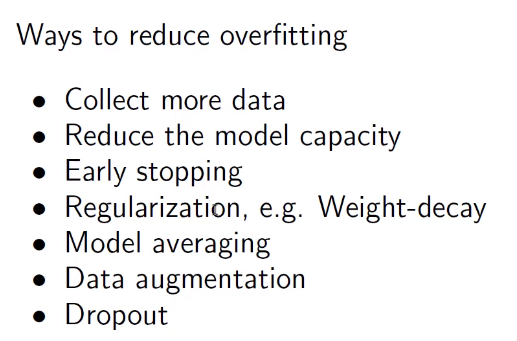 Ways to reduce overfitting
• Collect more data
• Reduce the model capacity
• Early stopping
• Regularization, e.g. Weight-decay
• Model averaging
• Data augmentation
• Dropout